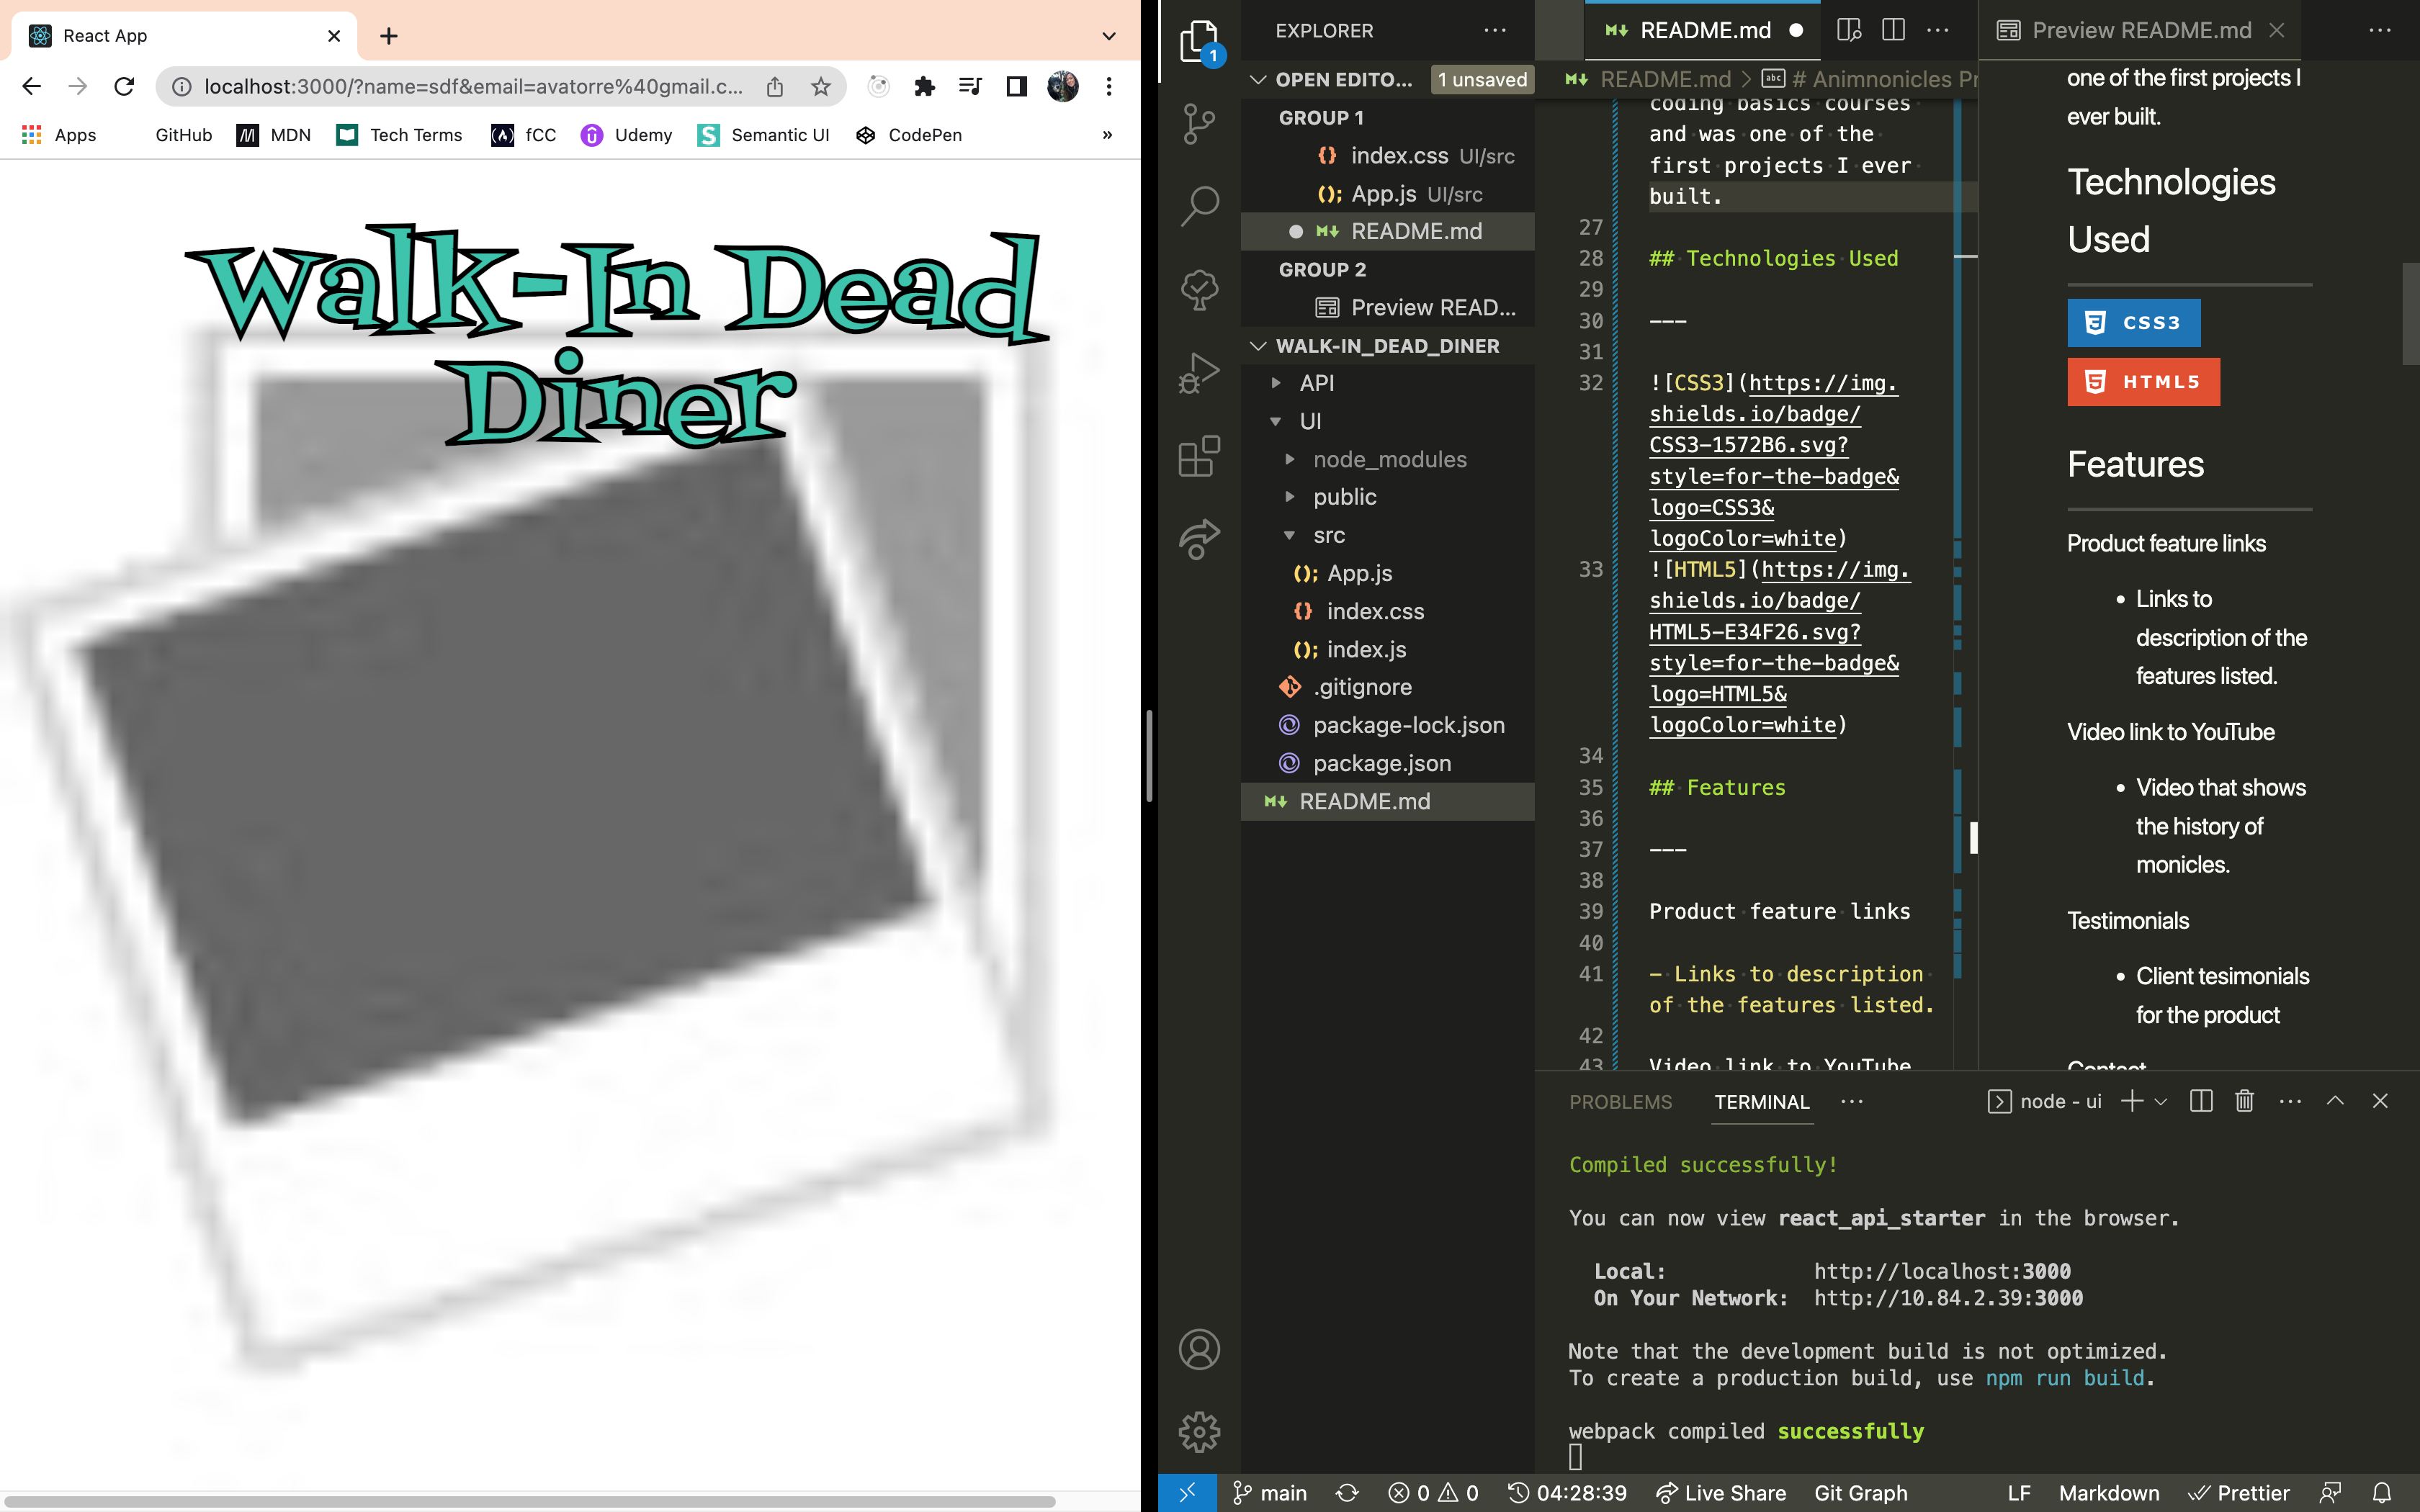 React App
localhost:3000/?name=sdf&email=avatorre%40gmail.c...
Apps
GitHub
MDN
Tech Terms
fCC
Udemy
Semantic UI
CodePen
»
Walk-In Dead
Diner
1
EXPLORER
OPEN EDITO...
1 unsaved
GROUP 1
index.css UI/src
App.js UI/src
README.md
GROUP 2
Preview READ...
WALK-IN_DEAD_DINER
API
UI
node_modules
public
src
App.js
index.css
index.js
.gitignore
package-lock.json
package.json
README.md
README.md
README.md > # Animnonicles Pr
coding basics courses
and was one of the
first projects I ever
built.
27
28 ## Technologies Used
29
30 ---
31
32 ![CSS3](https://img.
shields.io/badge/
CSS3-1572B6.svg?
style=for-the-badge&
logo=CSS3&
logoColor=white)
33 ![HTML5](https://img.
shields.io/badge/
HTML5-E34F26.svg?
style=for-the-badge&
logo=HTML5&
logoColor=white)
34
35 ## Features
36
37 ---
38
39 Product feature links
40
41 - Links to description
of the features listed.
42
43 Video link to YouTube
Preview README.md
one of the first projects I
ever built.
Technologies
Used
CSS3
HTML5
Features
Product feature links
• Links to
description of the
features listed.
Video link to YouTube
• Video that shows
the history of
monicles.
Testimonials
• Client tesimonials
for the product
Contact
PROBLEMS
TERMINAL
node - ui
Compiled successfully!
You can now view react_api_starter in the browser.
Local: http://localhost:3000
On Your Network: http://10.84.2.39:3000
Note that the development build is not optimized.
To create a production build, use npm run build.
webpack compiled successfully
main
0
0
04:28:39
Live Share
Git Graph
LF
Markdown
Prettier